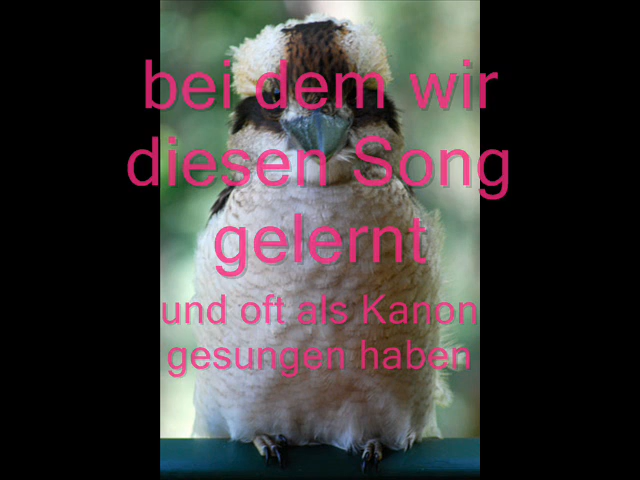 bei dem wir
diesen Song
gelernt
und oft als Kanon
gesungen haben